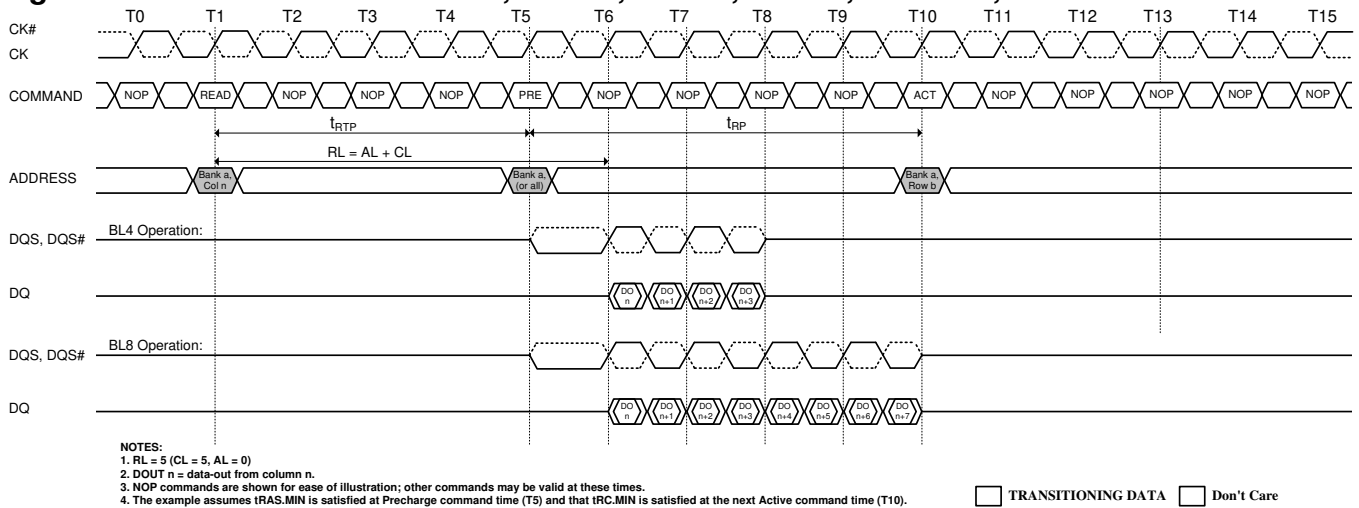 T0 T1 T2 T3 T4 T5 T6 T7 T8 T9 T10 T11 T12 T13 T14 T15
CK#
CK
COMMAND NOP READ NOP NOP NOP PRE NOP NOP NOP NOP ACT NOP NOP NOP NOP NOP
tRTP tRP
RL = AL + CL
ADDRESS Bank a, Col n Bank a, (or all) Bank a, Row b
BL4 Operation:
DQS, DQS#
DQ DO n DO n+1 DO n+2 DO n+3
BL8 Operation:
DQS, DQS#
DQ DO n DO n+1 DO n+2 DO n+3 DO n+4 DO n+5 DO n+6 DO n+7
NOTES:
1. RL = 5 (CL = 5, AL = 0)
2. DOUT n = data-out from column n.
3. NOP commands are shown for ease of illustration; other commands may be valid at these times.
4. The example assumes tRAS.MIN is satisfied at Precharge command time (T5) and that tRC.MIN is satisfied at the next Active command time (T10).
TRANSITIONING DATA Don't Care